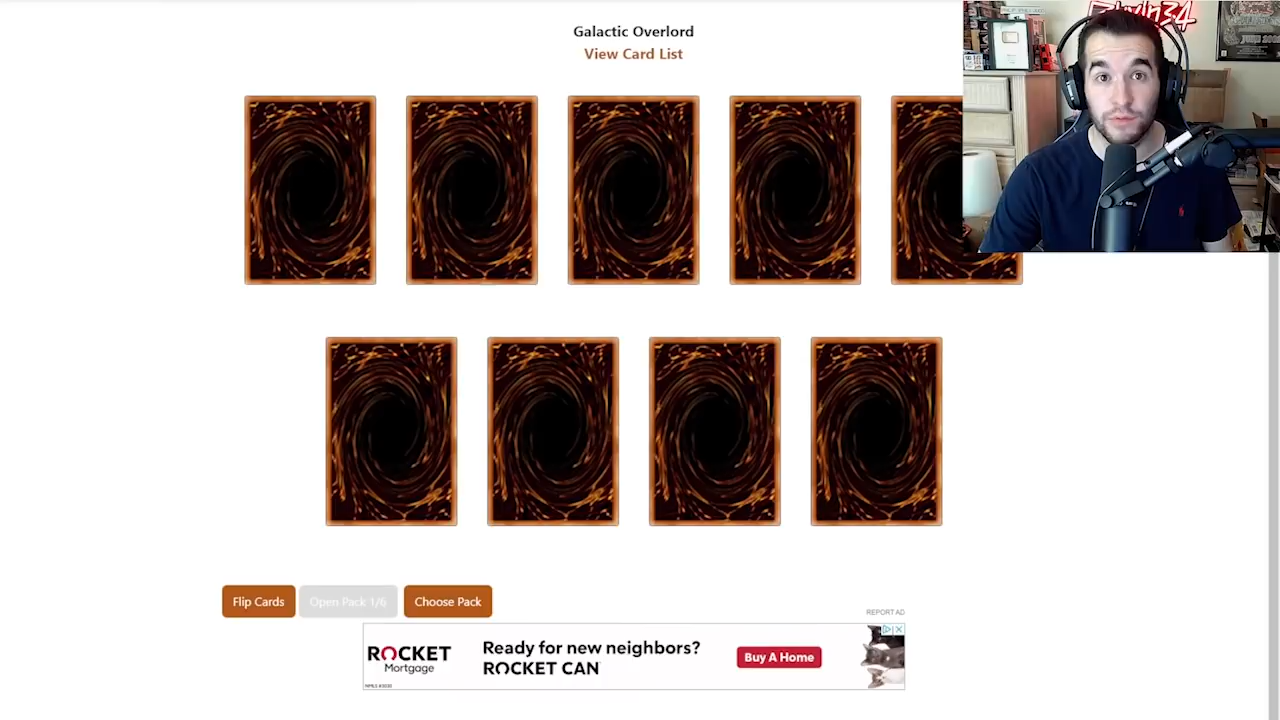 Galactic Overlord
View Card List
Flip Cards
Open Pack 1/6
Choose Pack
REPORT AD
ROCKET
Mortgage
Ready for new neighbors?
ROCKET CAN
Buy A Home